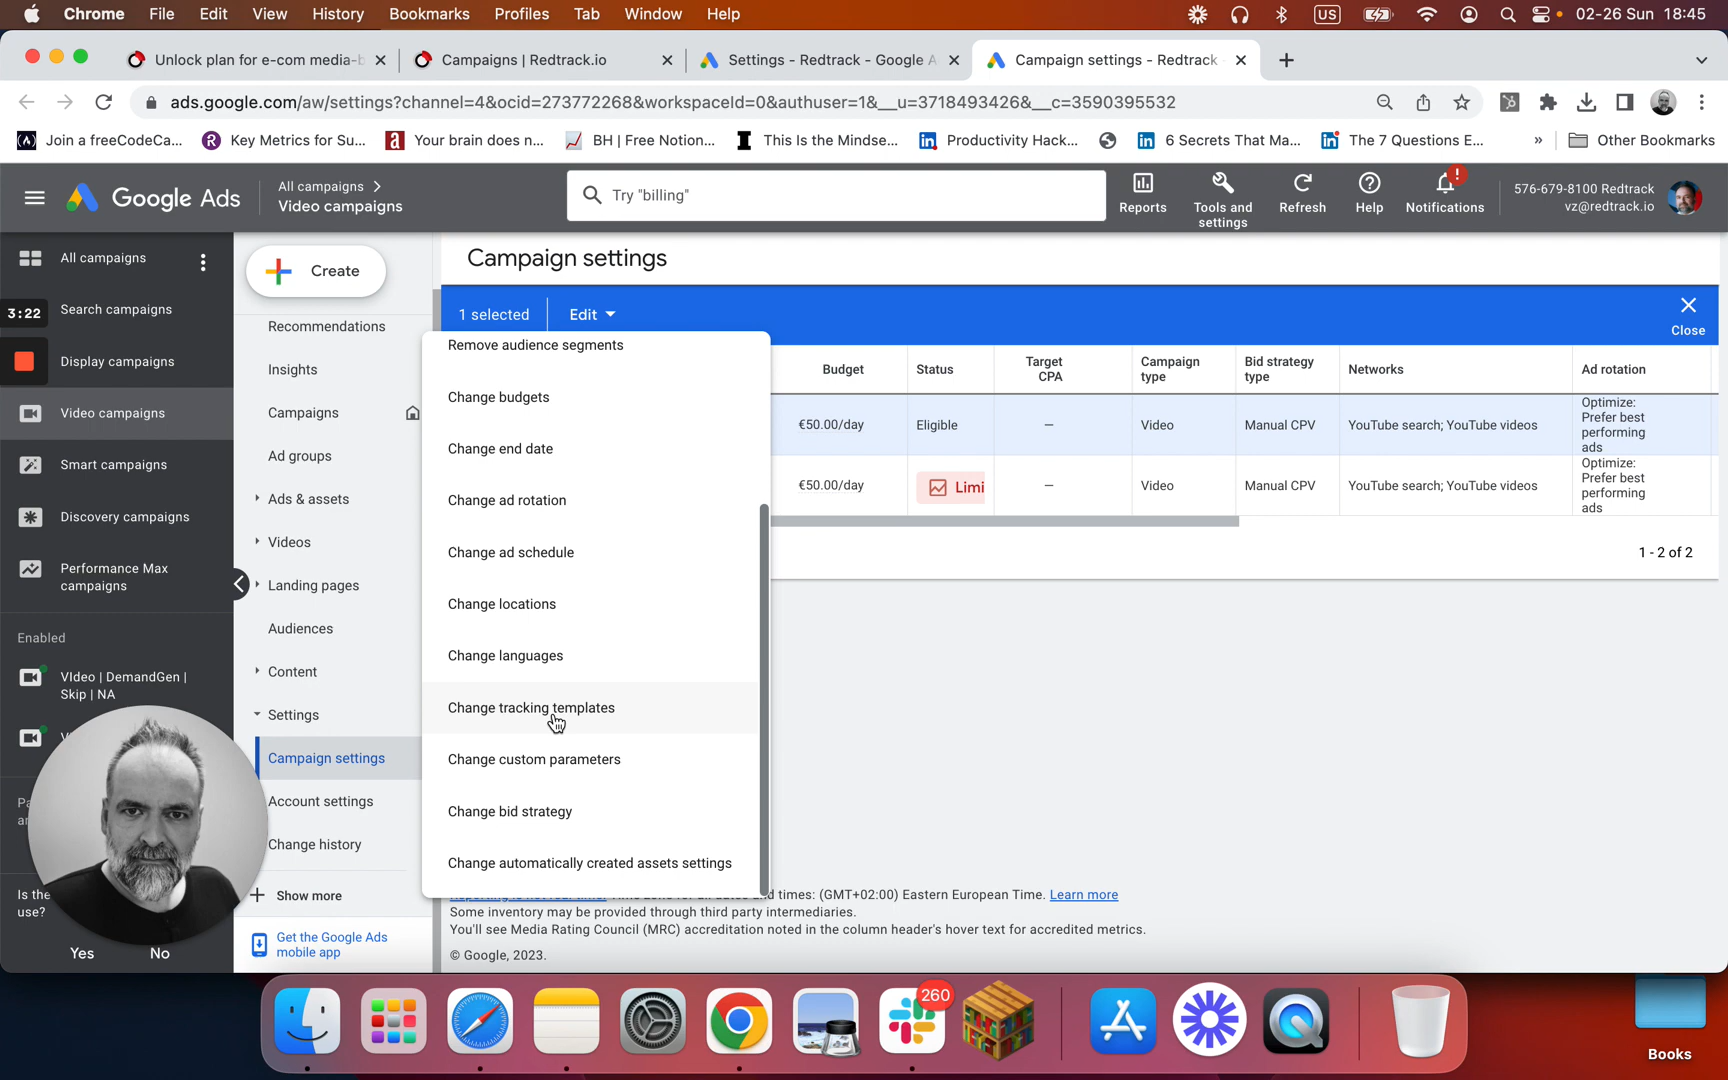 Chrome File Edit View History Bookmarks Profiles Tab Window Help US 02-26 Sun 18:45
Unlock plan for e-com media-b Campaigns | Redtrack.io Settings - Redtrack - Google A Campaign settings - Redtrack
ads.google.com/aw/settings?channel=4&ocid=273772268&workspaceId=0&authuser=1&__u=3718493426&__c=3590395532
Join a freeCodeCa... Key Metrics for Su... Your brain does n... BH | Free Notion... This Is the Mindse... Productivity Hack... 6 Secrets That Ma... The 7 Questions E... » Other Bookmarks
Google Ads
All campaigns
Video campaigns
Try "billing"
Reports
Tools and
settings
Refresh
Help
Notifications
576-679-8100 Redtrack
vz@redtrack.io
All campaigns
Search campaigns
3:22
Display campaigns
Video campaigns
Smart campaigns
Discovery campaigns
Performance Max
campaigns
Enabled
VIdeo | DemandGen |
Skip | NA
Is the
use?
Yes No
Create
Recommendations
Insights
Campaigns
Ad groups
Ads & assets
Videos
Landing pages
Audiences
Content
Settings
Campaign settings
Account settings
Change history
Show more
Get the Google Ads
mobile app
Campaign settings
1 selected Edit
Close
Remove audience segments
Change budgets
Change end date
Change ad rotation
Change ad schedule
Change locations
Change languages
Change tracking templates
Change custom parameters
Change bid strategy
Change automatically created assets settings
Budget Status Target
CPA Campaign
type Bid strategy
type Networks Ad rotation
€50.00/day Eligible — Video Manual CPV YouTube search; YouTube videos Optimize:
Prefer best
performing
ads
€50.00/day Limi — Video Manual CPV YouTube search; YouTube videos Optimize:
Prefer best
performing
ads
1 - 2 of 2
d times: (GMT+02:00) Eastern European Time. Learn more
Some inventory may be provided through third party intermediaries.
You'll see Media Rating Council (MRC) accreditation noted in the column header's hover text for accredited metrics.
© Google, 2023.
260
Books